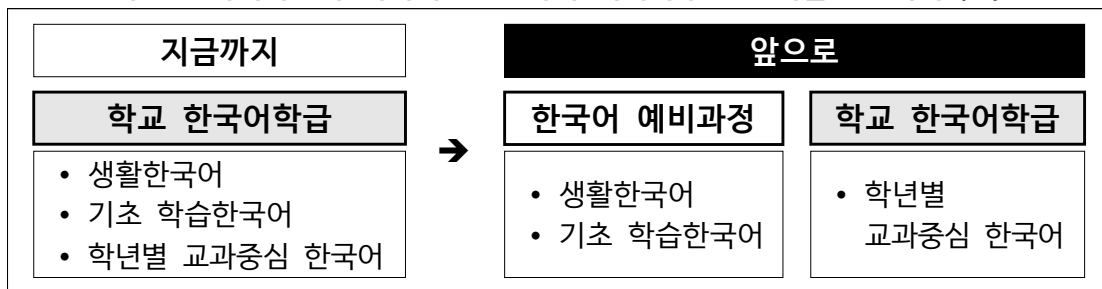 지금까지
앞으로
학교 한국어학급
• 생활한국어
• 기초 학습한국어
• 학년별 교과중심 한국어
➔
한국어 예비과정
• 생활한국어
• 기초 학습한국어
학교 한국어학급
• 학년별
교과중심 한국어